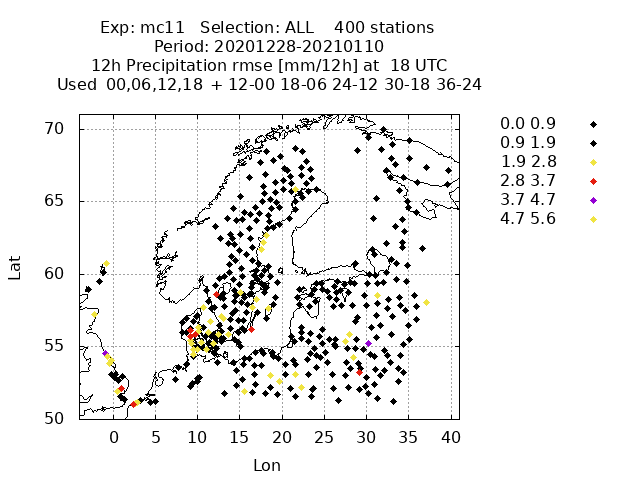 Exp: mc11 Selection: ALL 400 stations
Period: 20201228-20210110
12h Precipitation rmse [mm/12h] at 18 UTC
Used 00,06,12,18 + 12-00 18-06 24-12 30-18 36-24
70
65
60
55
50
Lat
0 5 10 15 20 25 30 35 40
Lon
0.0 0.9
0.9 1.9
1.9 2.8
2.8 3.7
3.7 4.7
4.7 5.6